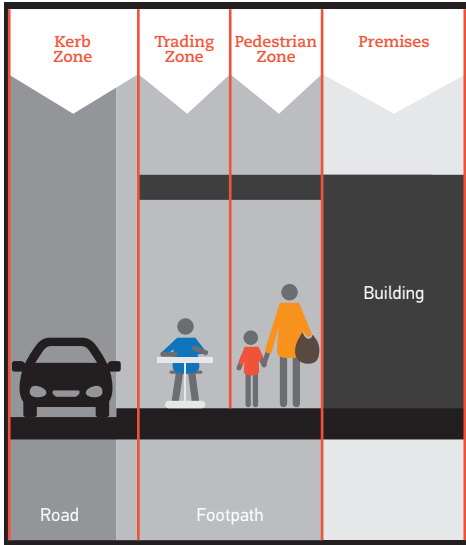 Kerb
Zone
Trading
Zone
Pedestrian
Zone
Premises
Building
Road
Footpath